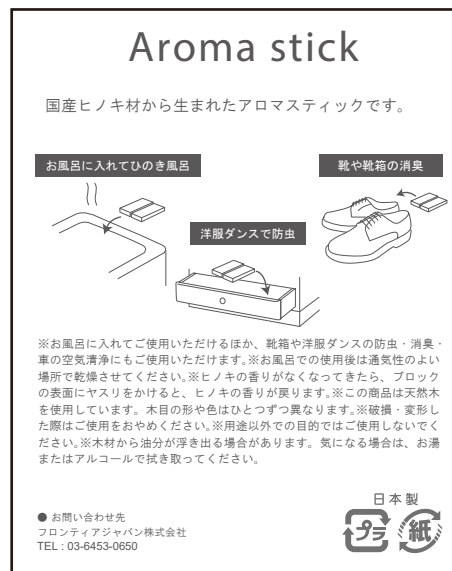 Aroma stick
国産ヒノキ材から生まれたアロマスティックです。
お風呂に入れてひのき風呂
靴や靴箱の消臭
洋服ダンスで防虫
※お風呂に入れてご使用いただけるほか、靴箱や洋服ダンスの防虫・消臭・
車の空気清浄にもご使用いただけます。※お風呂での使用後は通気性のよい
場所で乾燥させてください。※ヒノキの香りがなくなってきたら、ブロック
の表面にヤスリをかけると、ヒノキの香りが戻ります。※この商品は天然木
を使用しています。木目の形や色はひとつずつ異なります。※破損・変形し
た際はご使用をおやめください。※用途以外での目的ではご使用しないでく
ださい。※木材から油分が浮き出る場合があります。気になる場合は、お湯
またはアルコールで拭き取ってください。
● お問い合わせ先
フロンティアジャパン株式会社
TEL : 03-6453-0650
日本製
プラ
紙